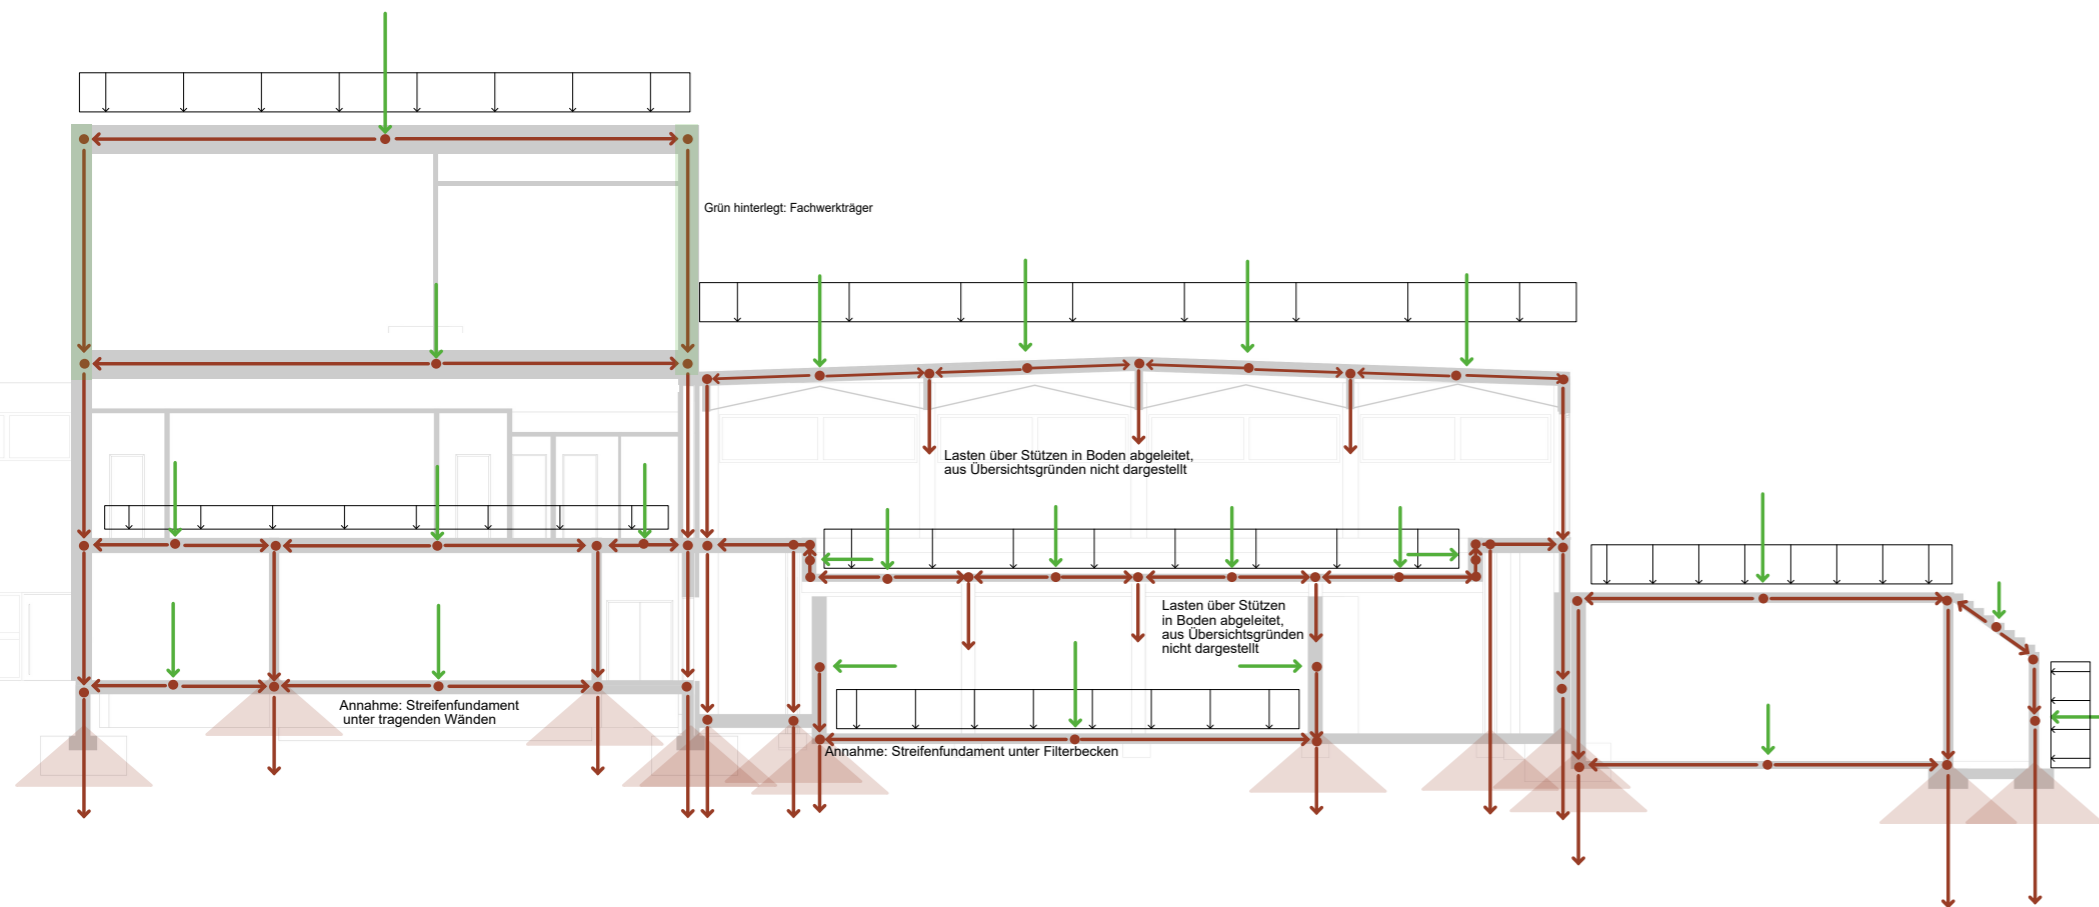 Grün hinterlegt: Fachwerkträger
Lasten über Stützen in Boden abgeleitet,
aus Übersichtsgründen nicht dargestellt
Lasten über Stützen
in Boden abgeleitet,
aus Übersichtsgründen
nicht dargestellt
Annahme: Streifenfundament
unter tragenden Wänden
Annahme: Streifenfundament unter Filterbecken